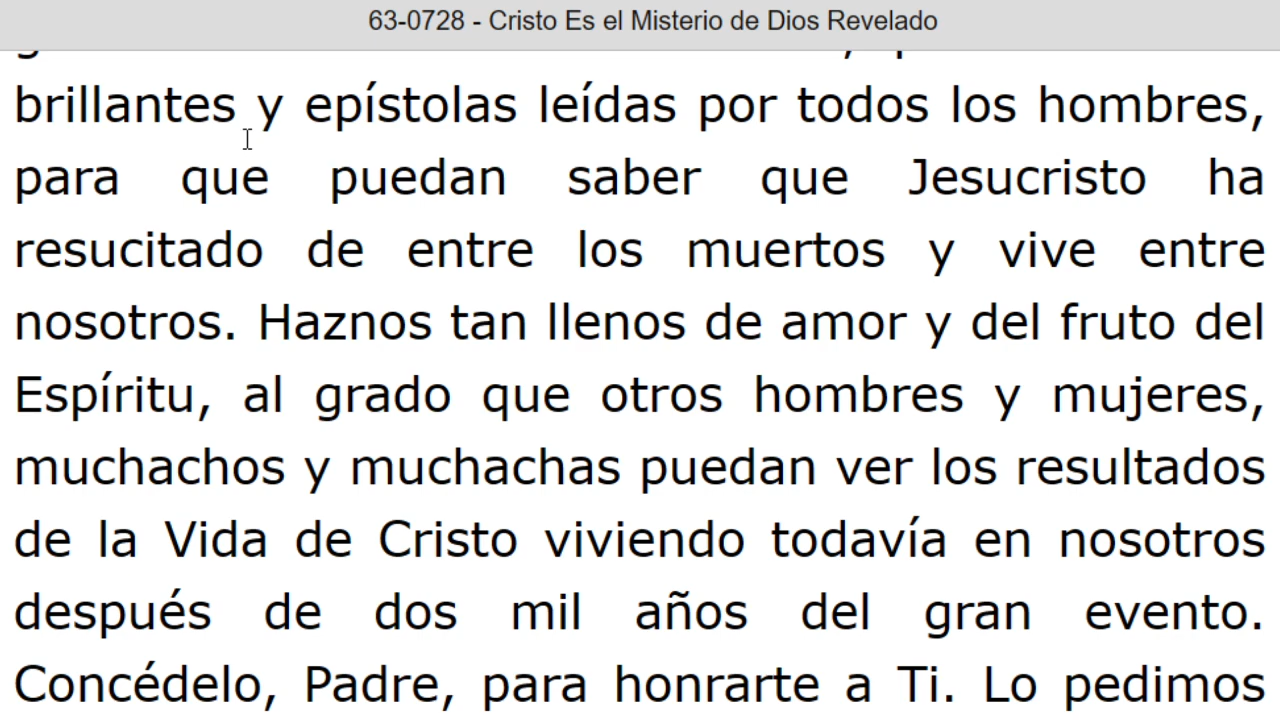 63-0728 - Cristo Es el Misterio de Dios Revelado
brillantes y epístolas leídas por todos los hombres,
para que puedan saber que Jesucristo ha
resucitado de entre los muertos y vive entre
nosotros. Haznos tan llenos de amor y del fruto del
Espíritu, al grado que otros hombres y mujeres,
muchachos y muchachas puedan ver los resultados
de la Vida de Cristo viviendo todavía en nosotros
después de dos mil años del gran evento.
Concédelo, Padre, para honrarte a Ti. Lo pedimos